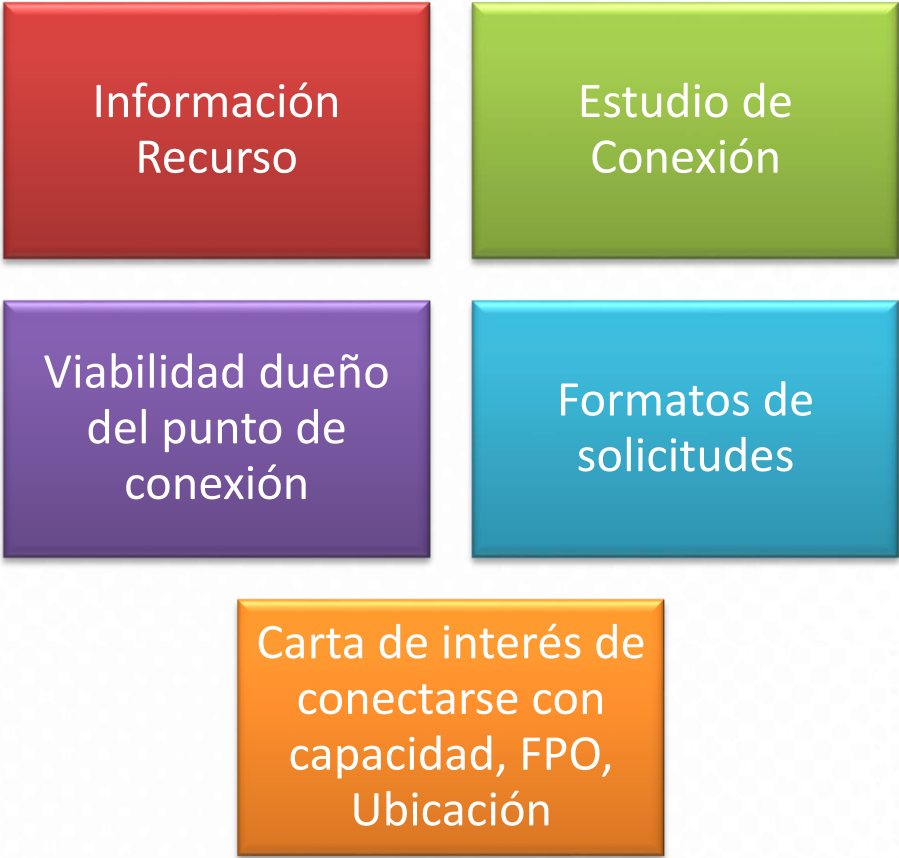 Información
Recurso
Estudio de
Conexión
Viabilidad dueño
del punto de
conexión
Formatos de
solicitudes
Carta de interés de
conectarse con
capacidad, FPO,
Ubicación